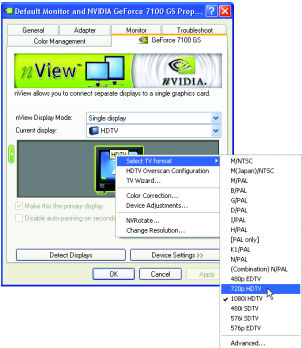 Default Monitor and NVIDIA GeForce 7100 GS Prop...
General Adapter Monitor Troubleshoot
Color Management GeForce 7100 GS
nView
nVIDIA.
nView allows you to connect separate displays to a single graphics card.
nView Display Mode: Single display
Current display: HDTV
HDTV
Select TV Format
HDTV Overscan Configuration
TV Wizard...
Color Correction...
Device Adjustments...
NVRotate...
Change Resolution...
M/NTSC
M(Japan)/NTSC
M/PAL
B/PAL
G/PAL
D/PAL
I/PAL
H/PAL
[PAL only]
K1/PAL
N/PAL
(Combination) N/PAL
480p EDTV
720p HDTV
1080i HDTV
480i SDTV
576i SDTV
576p EDTV
Advanced...
Make this the primary
Disable auto-panning on second
Detect Displays Device Settings >>
OK Cancel Apply